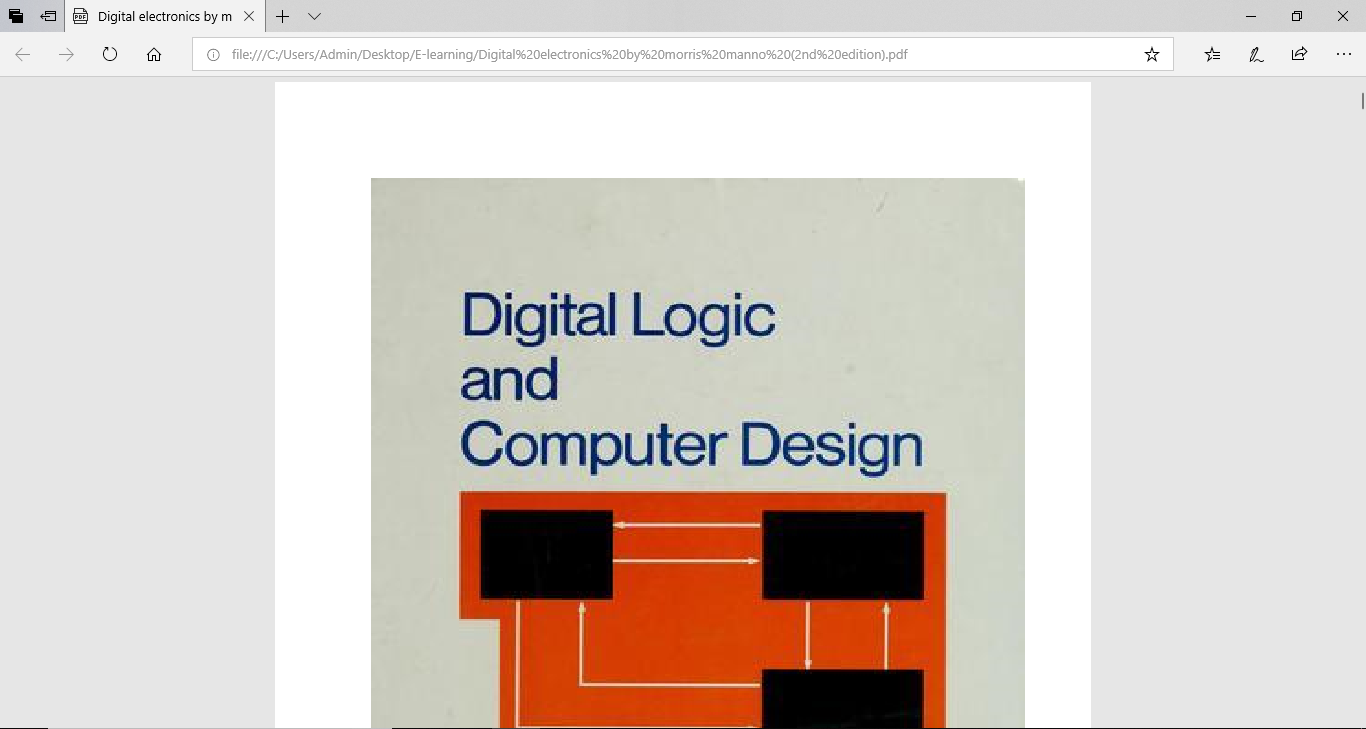 Digital electronics by m
file:///C:/Users/Admin/Desktop/E-learning/Digital%20electronics%20by%20morris%20manno%20(2nd%20edition).pdf
Digital Logic
and
Computer Design